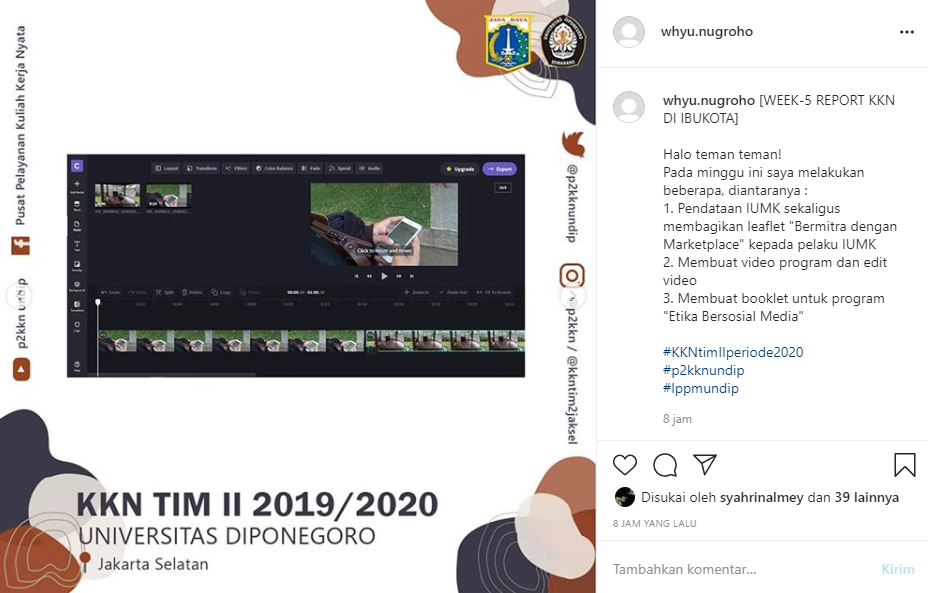 Pusat Pelayanan Kuliah Kerja Nyata
p2kkn undip
JAYA RAYA
UNIVERSITAS DIPONEGORO
SEMARANG
@p2kknundip
@p2kkn / @kkntim2jaksel
Layout
Transform
Filters
Color Balance
Fade
Speed
Audio
Upgrade
Export
16:9
Click to resize and move
Split
Delete
Copy
Zoom In
Zoom Out
Fit To Screen
KKN TIM II 2019/2020
UNIVERSITAS DIPONEGORO
Jakarta Selatan
whyu.nugroho
whyu.nugroho [WEEK-5 REPORT KKN
DI IBUKOTA]
Halo teman teman!
Pada minggu ini saya melakukan
beberapa, diantaranya :
1. Pendataan IUMK sekaligus
membagikan leaflet "Bermitra dengan
Marketplace" kepada pelaku IUMK
2. Membuat video program dan edit
video
3. Membuat booklet untuk program
"Etika Bersosial Media"
#KKNtimIIperiode2020
#p2kknundip
#lppmundip
8 jam
Disukai oleh syahrinalmey dan 39 lainnya
8 JAM YANG LALU
Tambahkan komentar...
Kirim